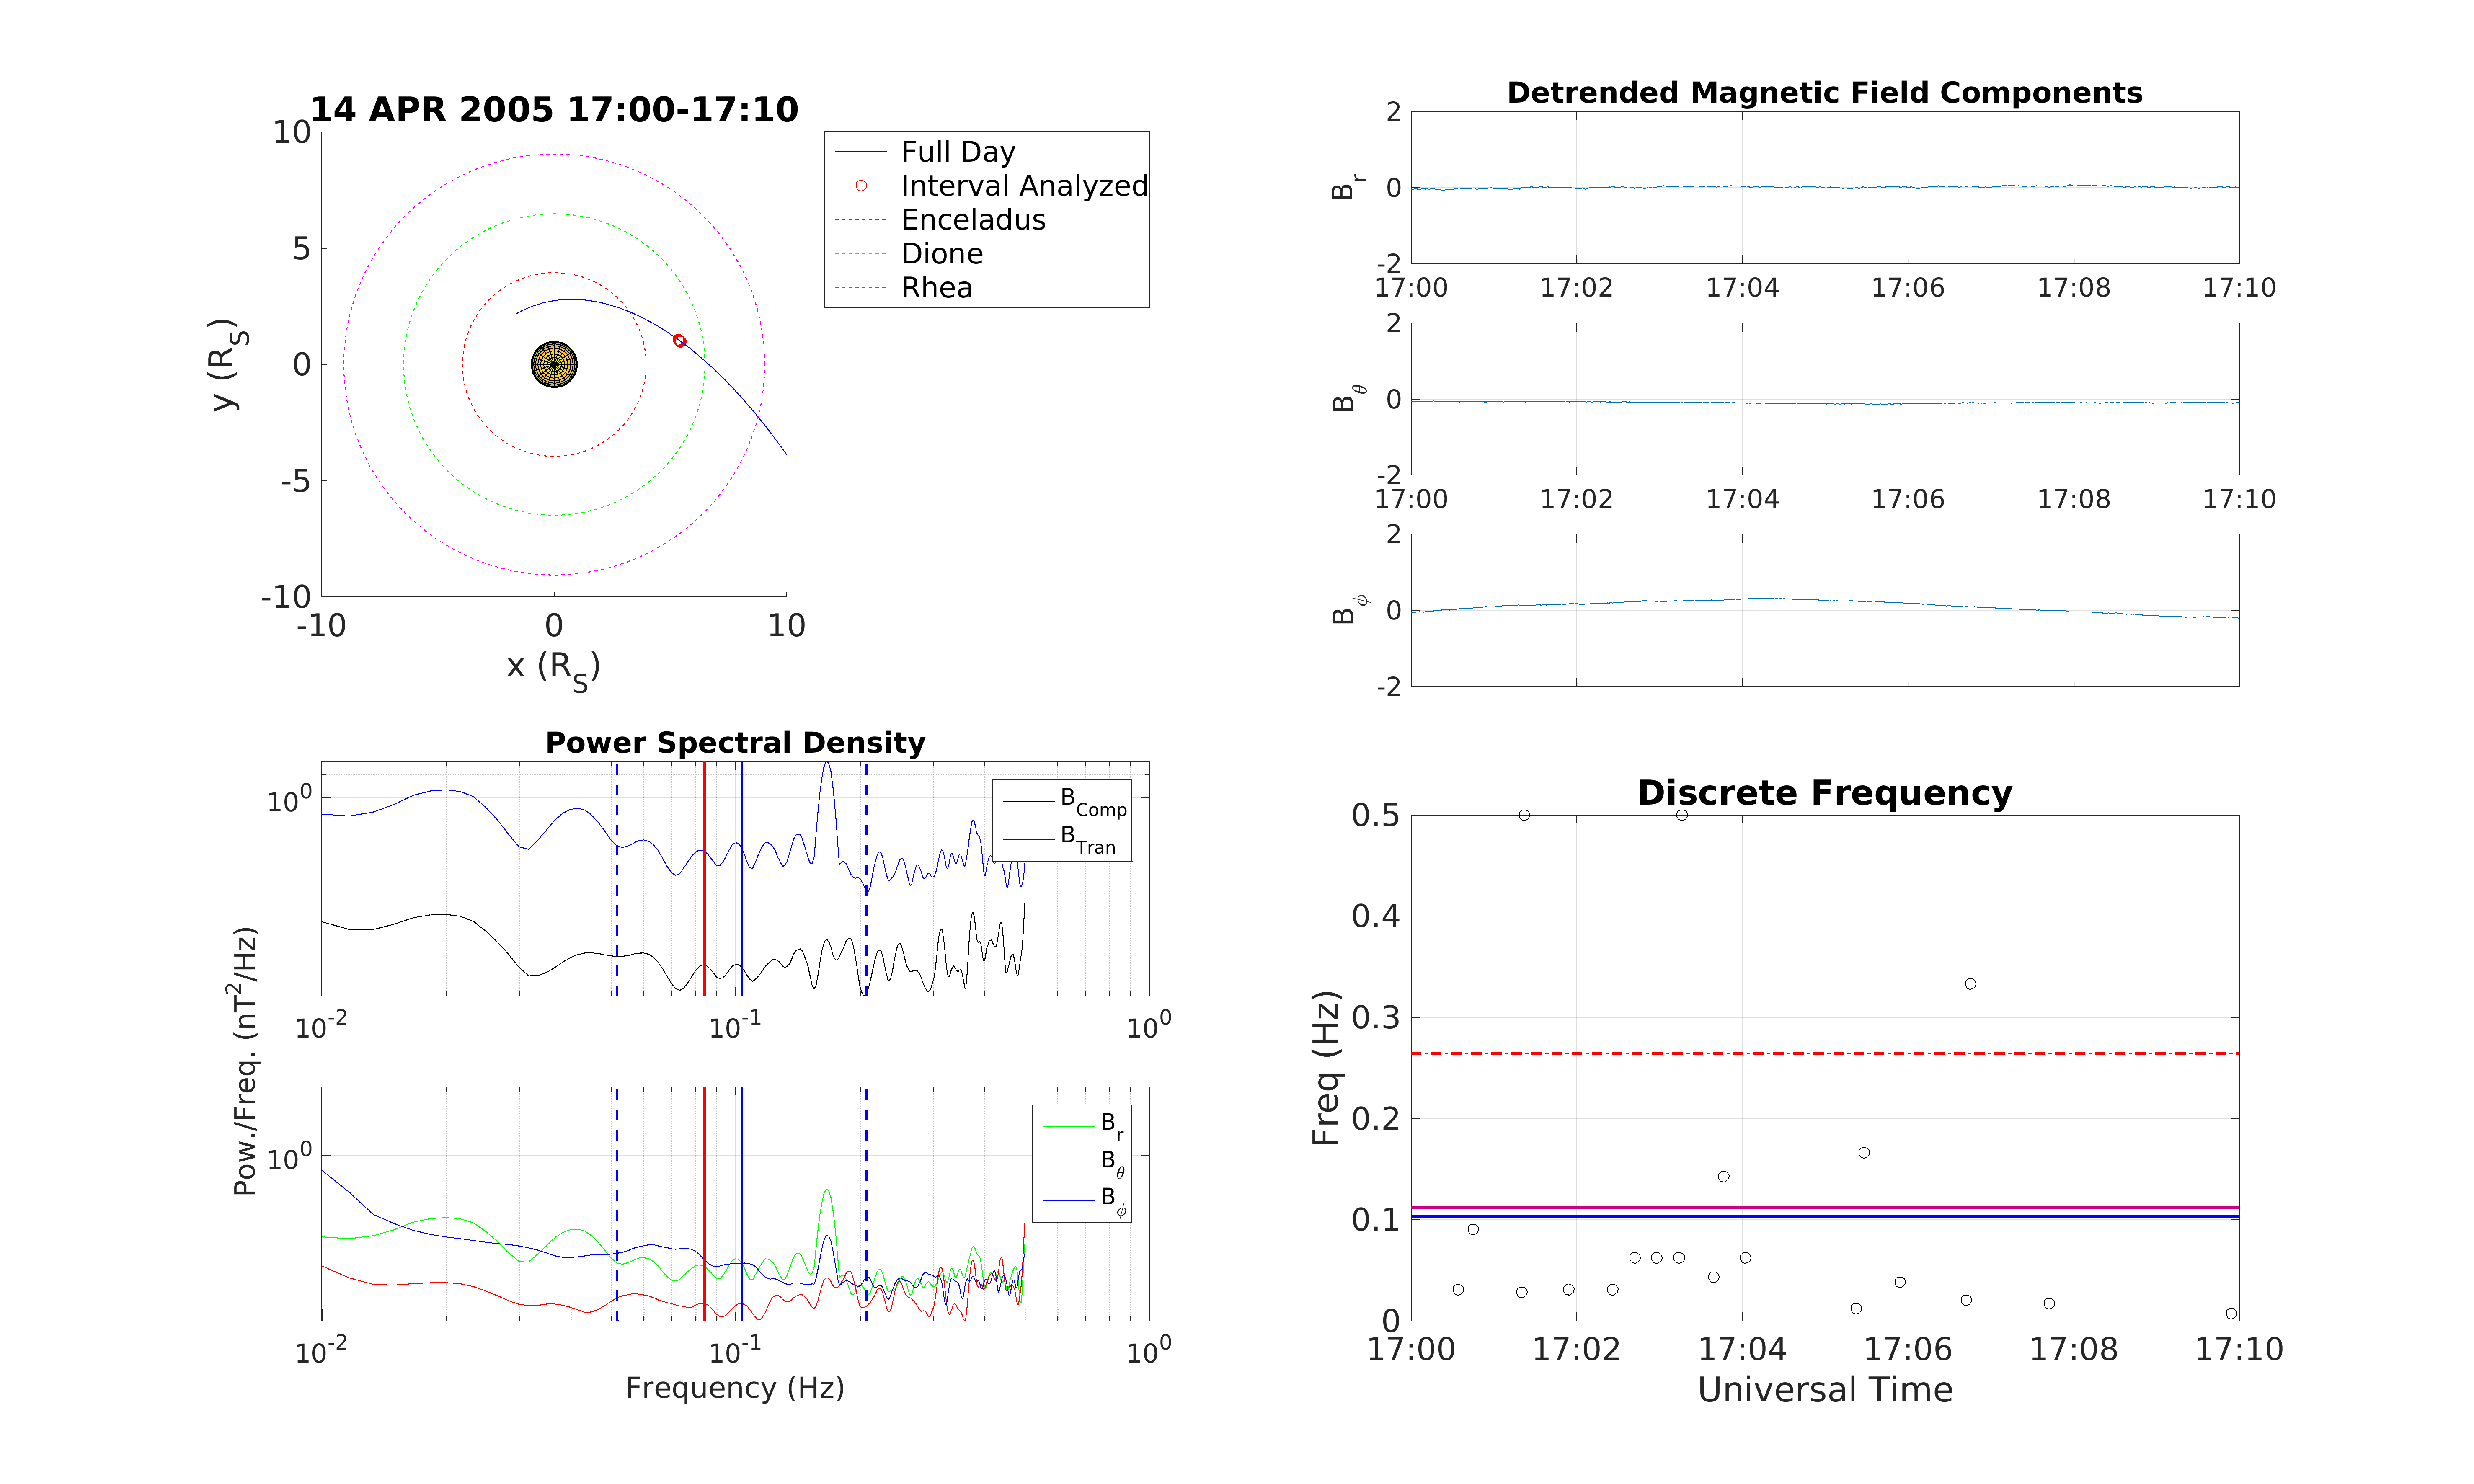 14 APR 2005 17:00-17:10
10
5
0
-5
-10
-10
0
10
y (R_S)
x (R_S)
Full Day
Interval Analyzed
Enceladus
Dione
Rhea
Detrended Magnetic Field Components
2
0
-2
B_r
17:00 17:02 17:04 17:06 17:08 17:10
2
0
-2
B_θ
17:00 17:02 17:04 17:06 17:08 17:10
2
0
-2
B_ϕ
Power Spectral Density
10^0
B_Comp
B_Tran
10^-2 10^-1 10^0
Pow./Freq. (nT^2/Hz)
10^0
B_r
B_θ
B_ϕ
10^-2 10^-1 10^0
Frequency (Hz)
Discrete Frequency
0.5
0.4
0.3
0.2
0.1
0
Freq (Hz)
17:00 17:02 17:04 17:06 17:08 17:10
Universal Time